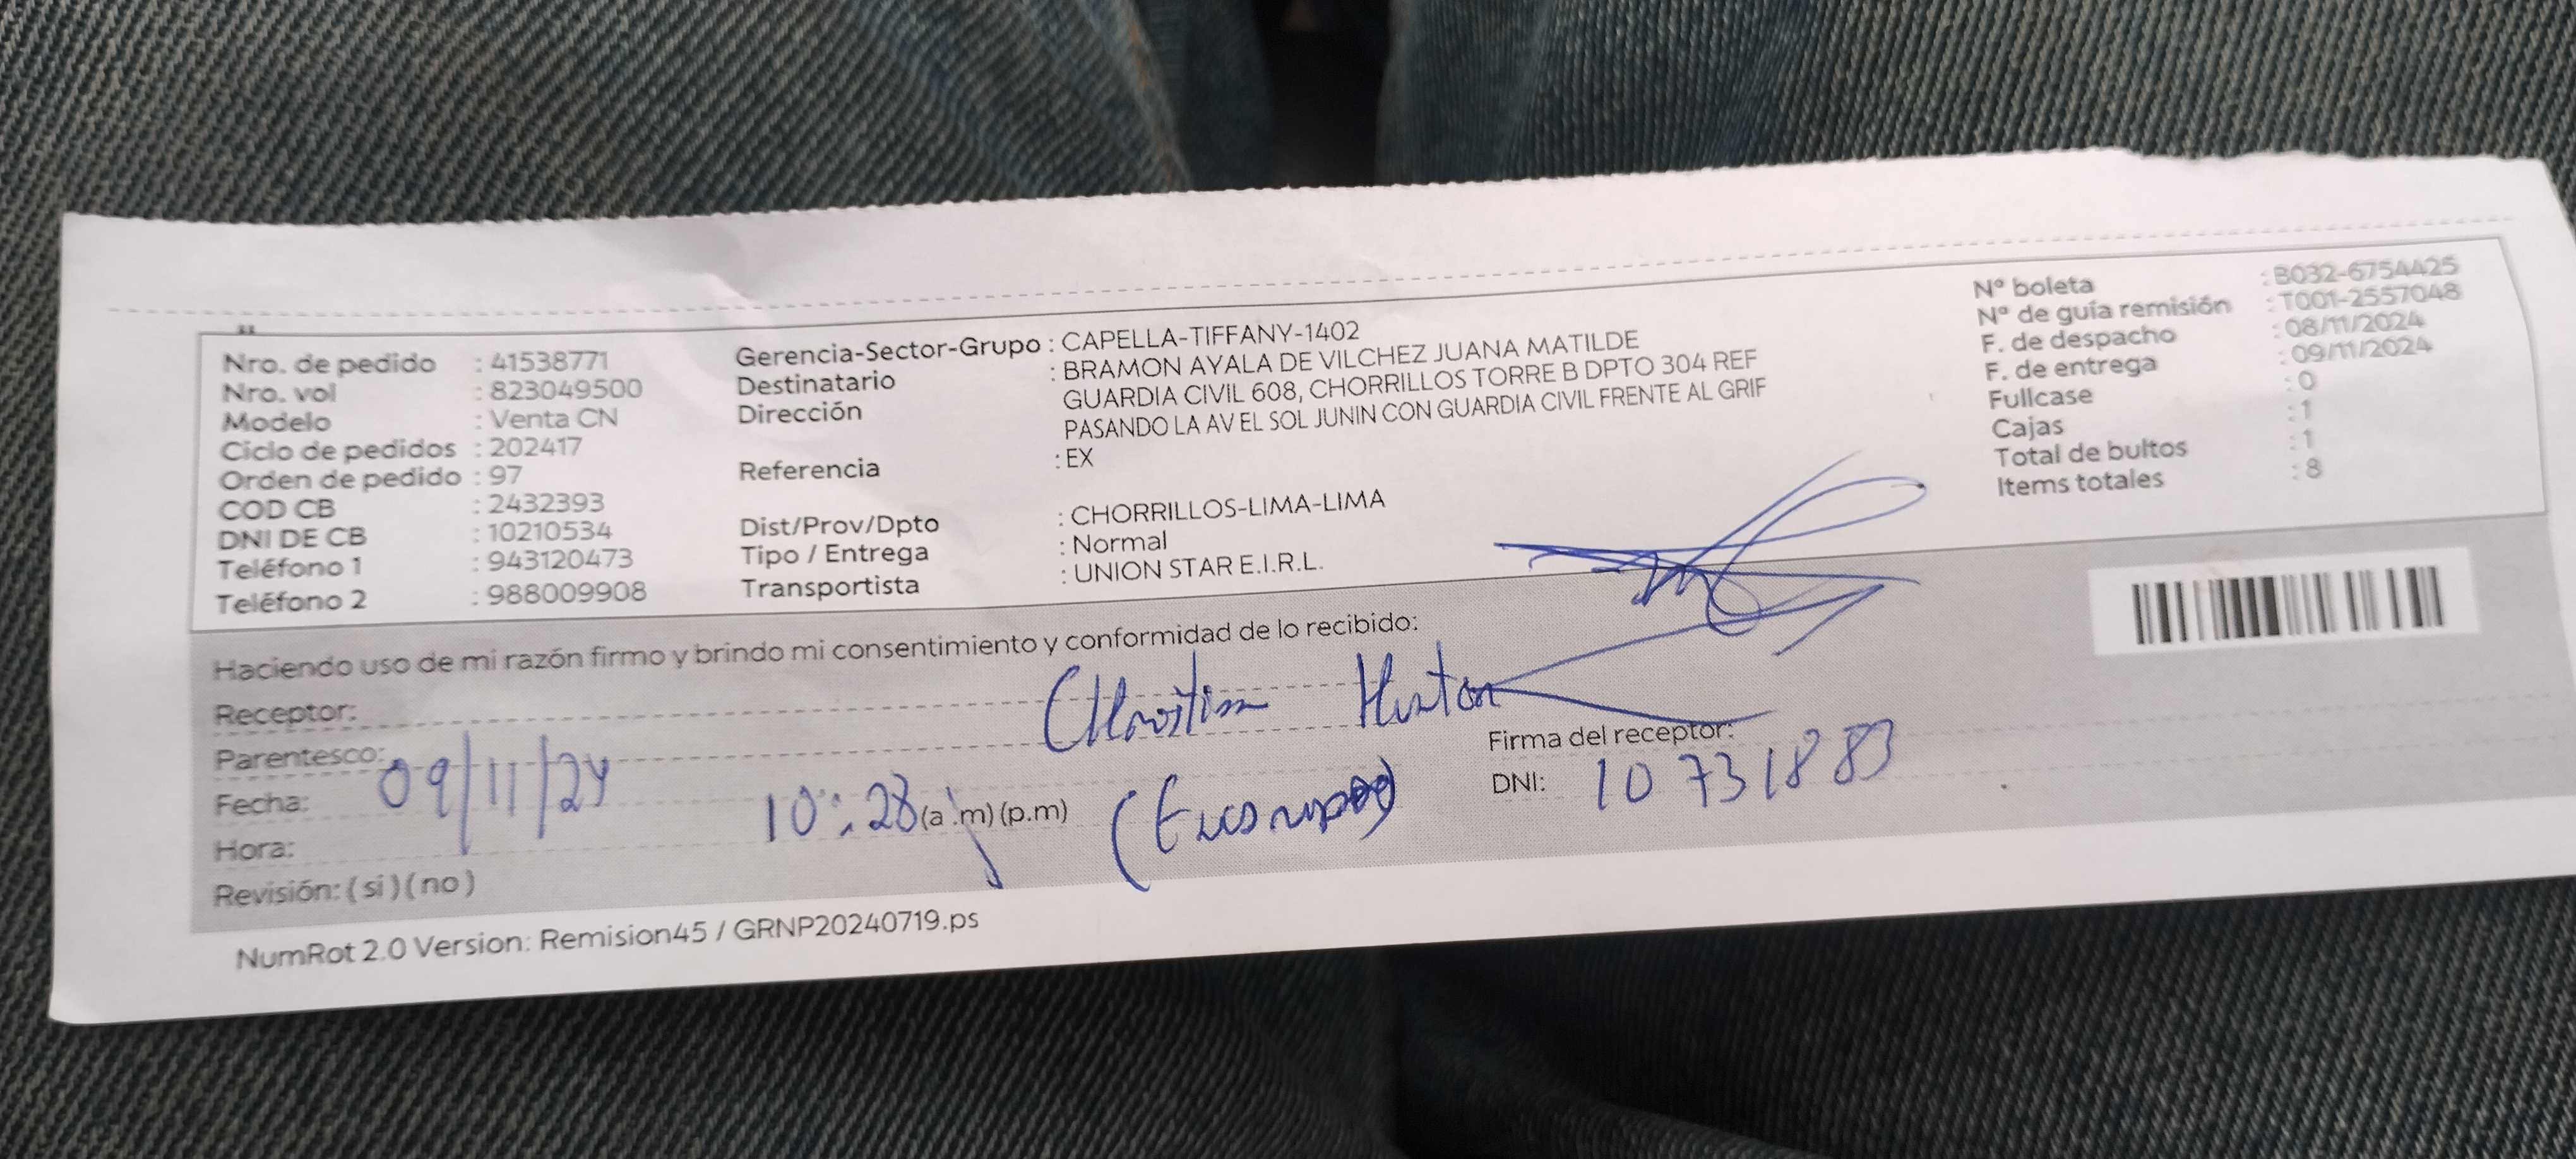 Nro. de pedido : 41538771
Nro. vol : 823049500
Modelo : Venta CN
Ciclo de pedidos : 202417
Orden de pedido : 97
COD CB : 2432393
DNI DE CB : 10210534
Teléfono 1 : 943120473
Teléfono 2 : 988009908
Gerencia-Sector-Grupo : CAPELLA-TIFFANY-1402
Destinatario : BRAMON AYALA DE VILCHEZ JUANA MATILDE
Dirección GUARDIA CIVIL 608, CHORRILLOS TORRE B DPTO 304 REF
PASANDO LA AV EL SOL JUNIN CON GUARDIA CIVIL FRENTE AL GRIF
Referencia : EX
Dist/Prov/Dpto : CHORRILLOS-LIMA-LIMA
Tipo / Entrega : Normal
Transportista : UNION STAR E.I.R.L.
Nº boleta : B032-6754425
Nº de guía remisión : T001-2557048
F. de despacho : 08/11/2024
F. de entrega : 09/11/2024
Fullcase : 0
Cajas : 1
Total de bultos : 1
Items totales : 8
Haciendo uso de mi razón firmo y brindo mi consentimiento y conformidad de lo recibido:
Receptor:
Parentesco:
Fecha: 09/11/24
Hora: 10:28 (a.m) (p.m)
Revisión: ( si ) ( no )
Firma del receptor:
DNI: 10731883
NumRot 2.0 Version: Remision45 / GRNP20240719.ps